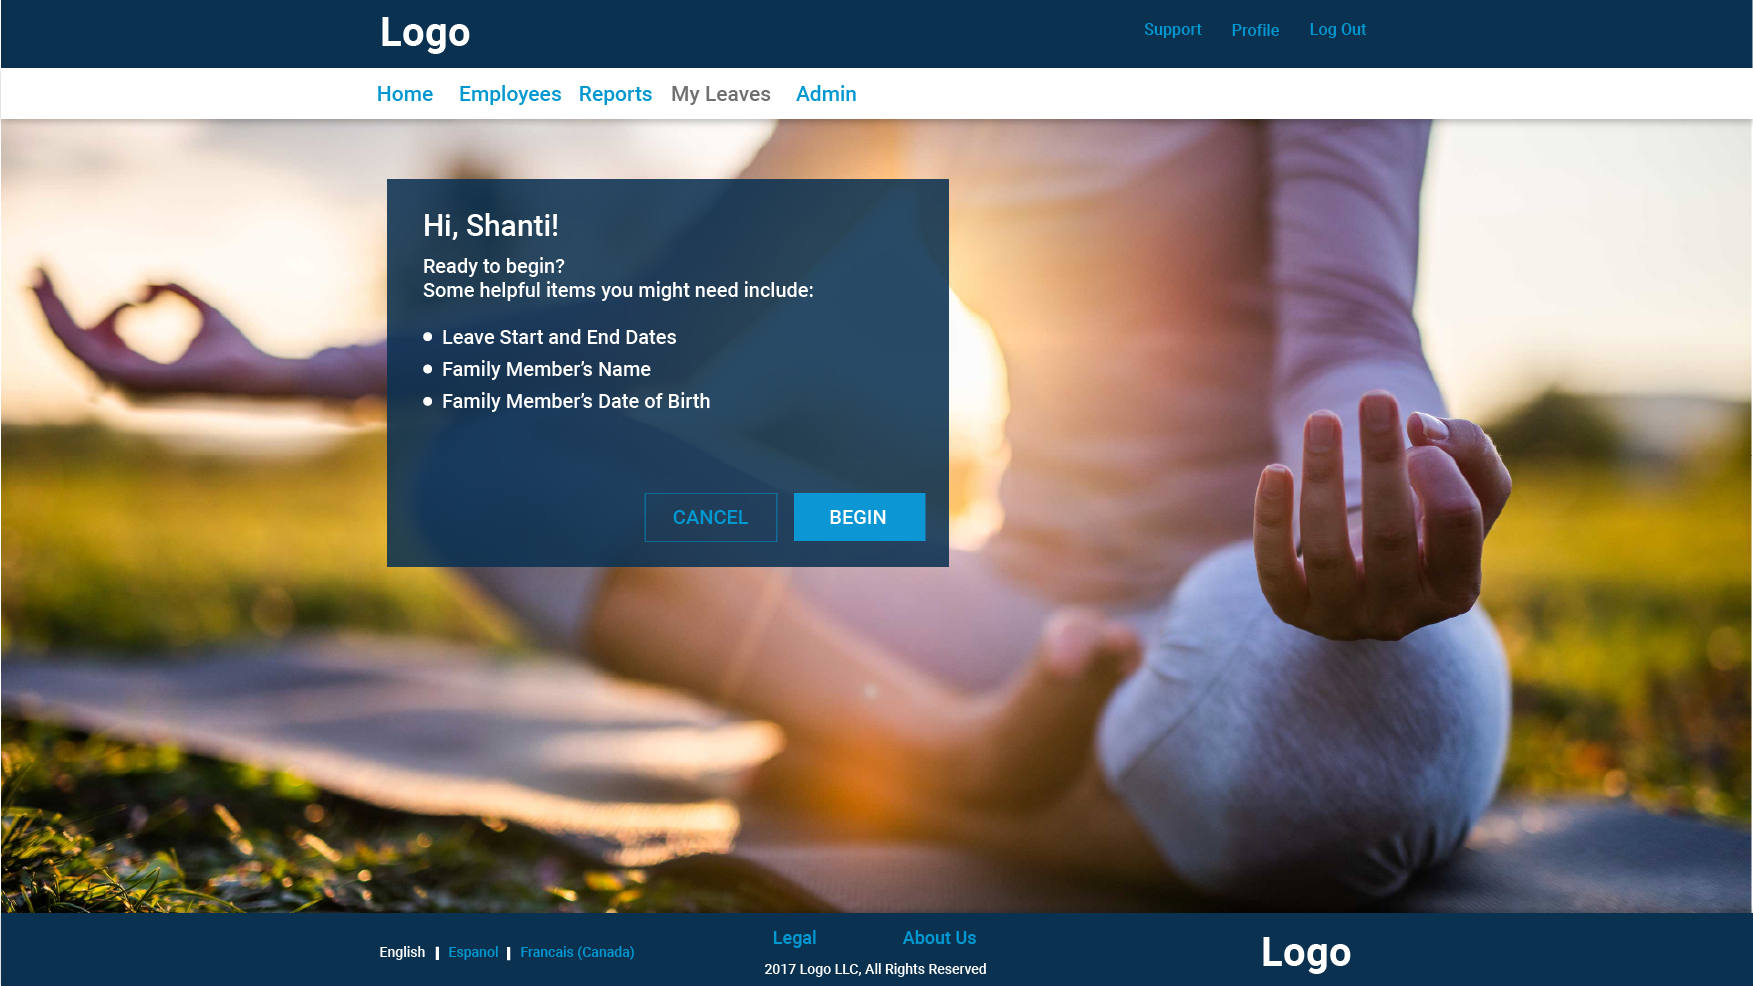 Logo
Support Profile Log Out
Home Employees Reports My Leaves Admin
Hi, Shanti!
Ready to begin?
Some helpful items you might need include:
Leave Start and End Dates
Family Member’s Name
Family Member’s Date of Birth
CANCEL BEGIN
English | Espanol | Francais (Canada)
Legal About Us
2017 Logo LLC, All Rights Reserved
Logo